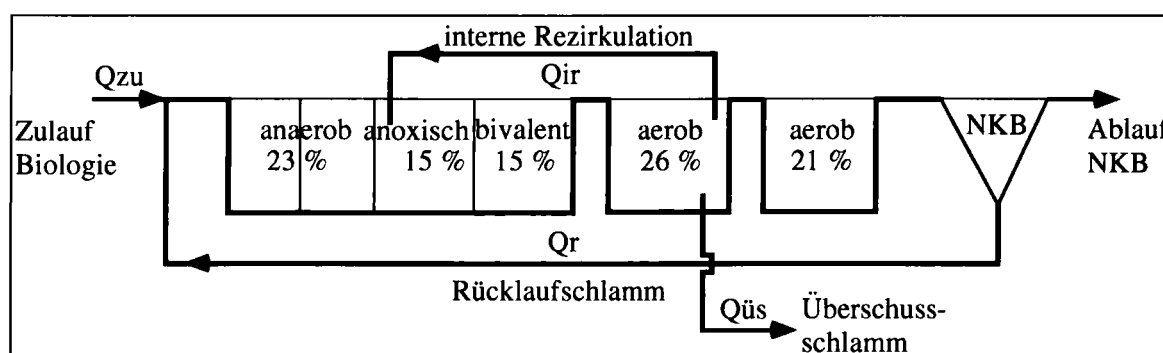 interne Rezirkulation
Qzu
Qir
Zulauf
Biologie
anaerob
23 %
anoxisch
15 %
bivalent
15 %
aerob
26 %
aerob
21 %
NKB
Ablauf
NKB
Qr
Rücklaufschlamm
Qüs
Überschuss-
schlamm